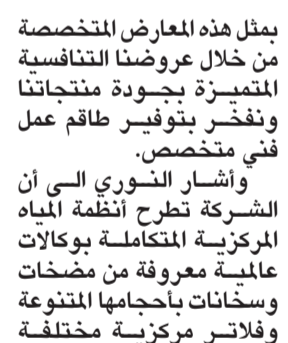 بمثل هذه المعارض المتخصصة
من خلال عروضنا التنافسية
المتميزة بجودة منتجاتنا
ونفخر بتوفير طاقم عمل
فني متخصص.
وأشار النوري الى أن
الشركة تطرح أنظمة المياه
المركزية المتكاملة بوكالات
عالمية معروفة من مضخات
وسخانات بأحجامها المتنوعة
وفلاتر مركزية مختلفة